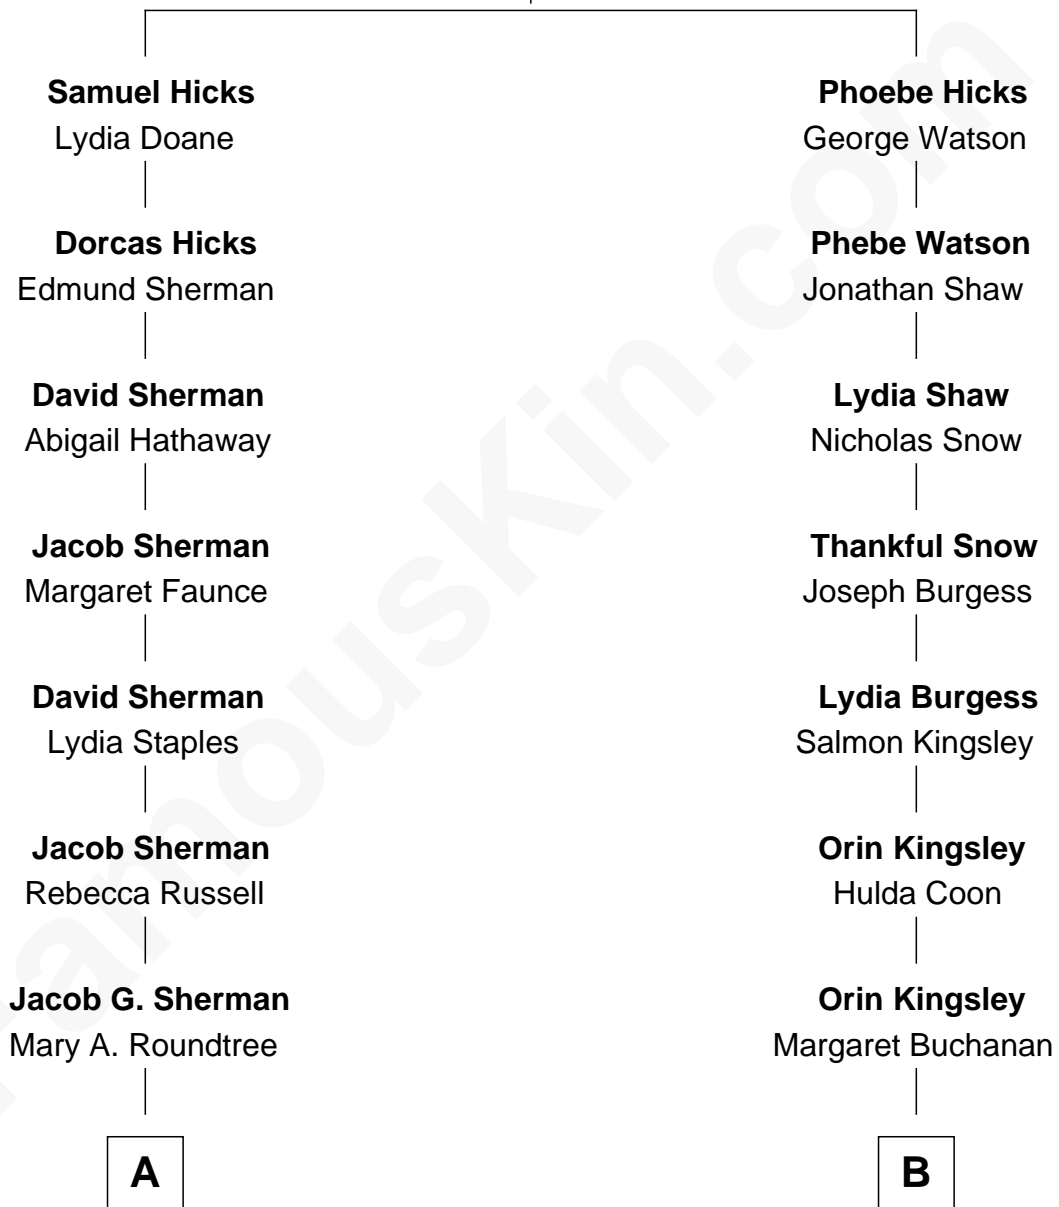 Samuel Hicks
Lydia Doane
Dorcas Hicks
Edmund Sherman
David Sherman
Abigail Hathaway
Jacob Sherman
Margaret Faunce
David Sherman
Lydia Staples
Jacob Sherman
Rebecca Russell
Jacob G. Sherman
Mary A. Roundtree
A
Phoebe Hicks
George Watson
Phebe Watson
Jonathan Shaw
Lydia Shaw
Nicholas Snow
Thankful Snow
Joseph Burgess
Lydia Burgess
Salmon Kingsley
Orin Kingsley
Hulda Coon
Orin Kingsley
Margaret Buchanan
B
FamousKin.com